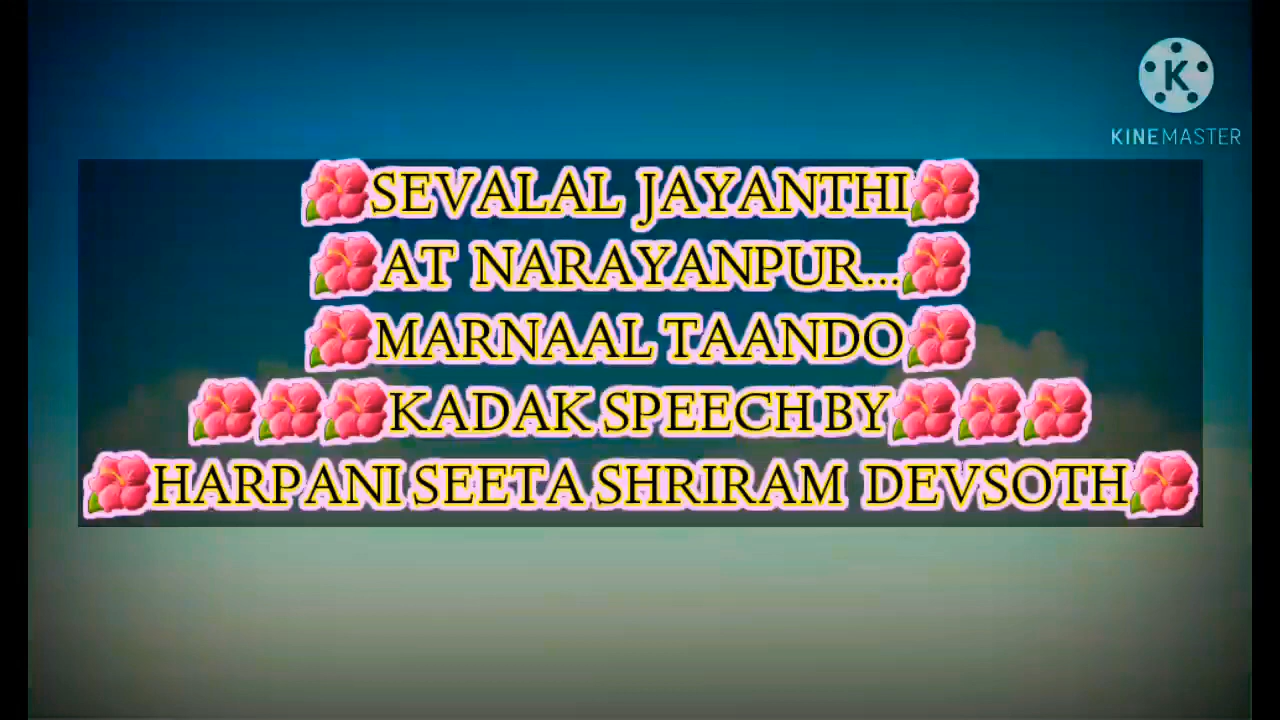 K
KINEMASTER
🌺SEVALAL JAYANTHI🌺
🌺AT NARAYANPUR...🌺
🌺MARNAAL TAANDO🌺
🌺🌺🌺KADAK SPEECH BY🌺🌺🌺
🌺HARPANI SEETA SHRIRAM DEVSOTH🌺